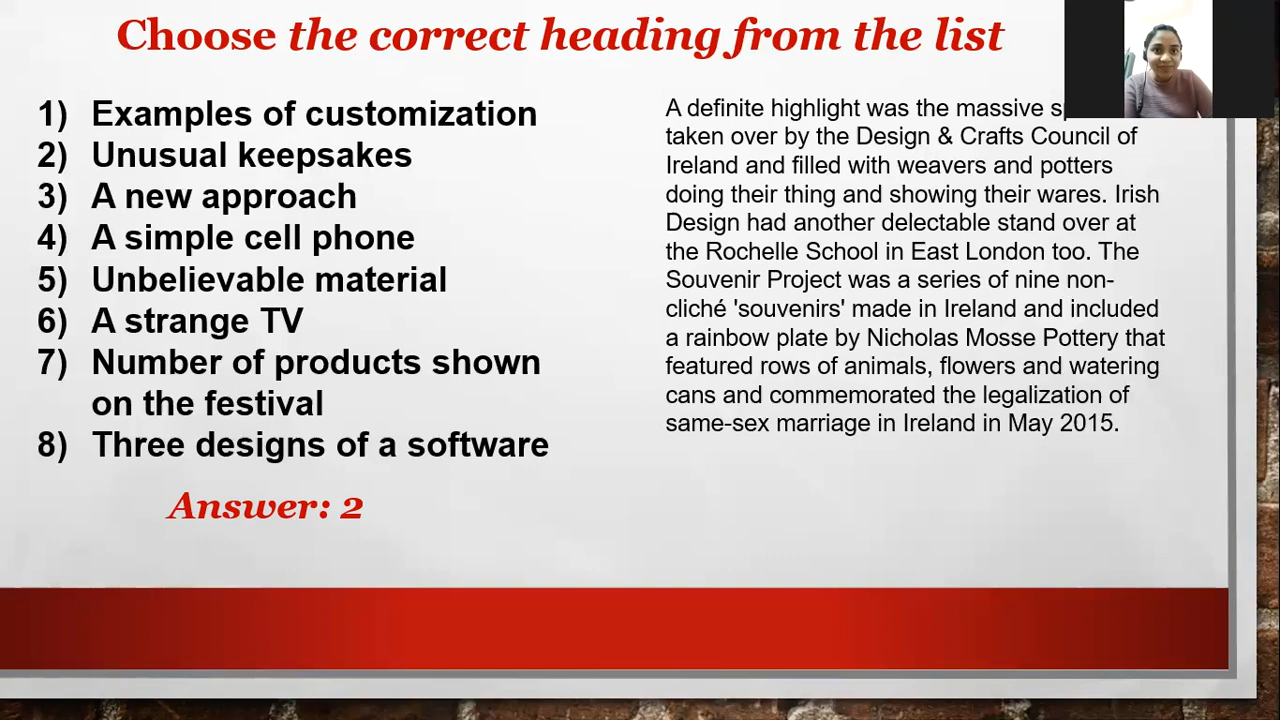 Choose the correct heading from the list
1) Examples of customization
2) Unusual keepsakes
3) A new approach
4) A simple cell phone
5) Unbelievable material
6) A strange TV
7) Number of products shown
on the festival
8) Three designs of a software
Answer: 2
A definite highlight was the massive
taken over by the Design & Crafts Council of
Ireland and filled with weavers and potters
doing their thing and showing their wares. Irish
Design had another delectable stand over at
the Rochelle School in East London too. The
Souvenir Project was a series of nine non-
cliché 'souvenirs' made in Ireland and included
a rainbow plate by Nicholas Mosse Pottery that
featured rows of animals, flowers and watering
cans and commemorated the legalization of
same-sex marriage in Ireland in May 2015.